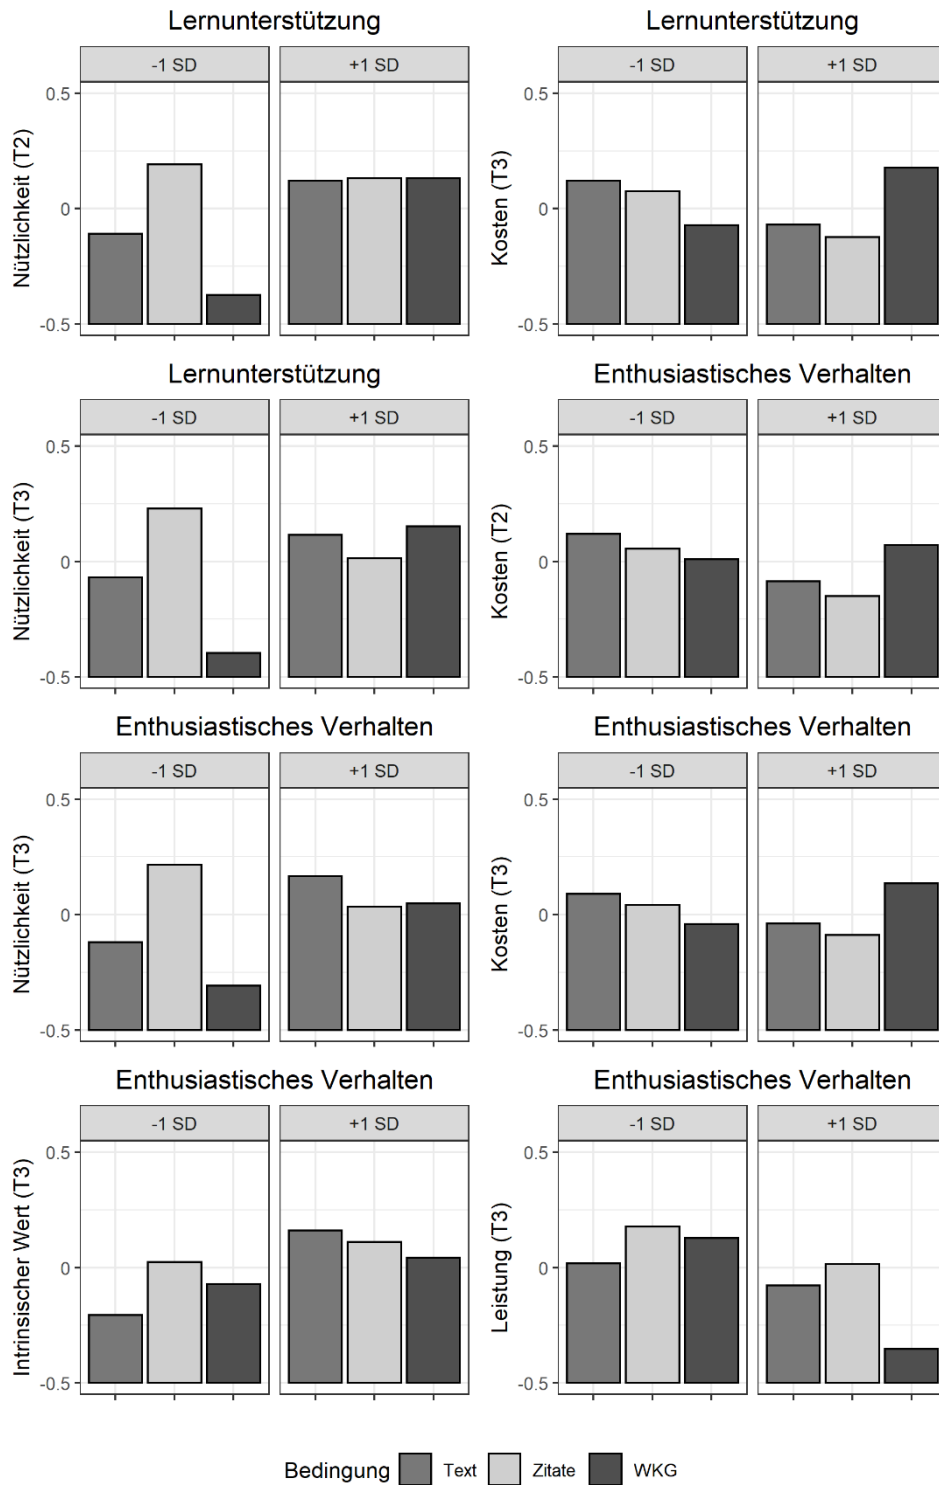 Lernunterstützung
-1 SD
+1 SD
Nützlichkeit (T2)
0.5
0
-0.5
Lernunterstützung
-1 SD
+1 SD
Kosten (T3)
0.5
0
-0.5
Lernunterstützung
-1 SD
+1 SD
Nützlichkeit (T3)
0.5
0
-0.5
Enthusiastisches Verhalten
-1 SD
+1 SD
Kosten (T2)
0.5
0
-0.5
Enthusiastisches Verhalten
-1 SD
+1 SD
Nützlichkeit (T3)
0.5
0
-0.5
Enthusiastisches Verhalten
-1 SD
+1 SD
Kosten (T3)
0.5
0
-0.5
Enthusiastisches Verhalten
-1 SD
+1 SD
Intrinsischer Wert (T3)
0.5
0
-0.5
Enthusiastisches Verhalten
-1 SD
+1 SD
Leistung (T3)
0.5
0
-0.5
Bedingung Text Zitate WKG